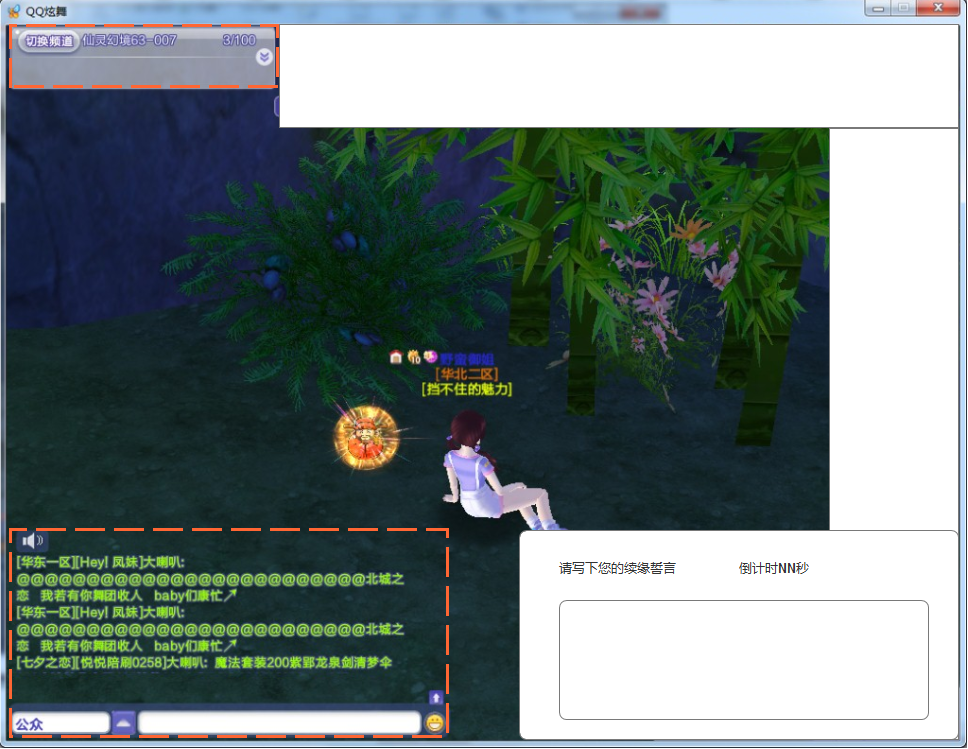 QQ炫舞
切换频道 仙灵幻境63-007 3/100
野蛮御姐
[华北二区]
[挡不住的魅力]
[华东一区][Hey! 凤妹]大喇叭:
@@@@@@@@@@@@@@@@@@@@@@@@@北城之
恋 我若有你舞团收人 baby们康忙↗
[华东一区][Hey! 凤妹]大喇叭:
@@@@@@@@@@@@@@@@@@@@@@@@@北城之
恋 我若有你舞团收人 baby们康忙↗
[七夕之恋][悦悦陪刷0258]大喇叭: 魔法套装200紫郢龙泉剑清梦伞
公众
请写下您的续缘誓言 倒计时NN秒